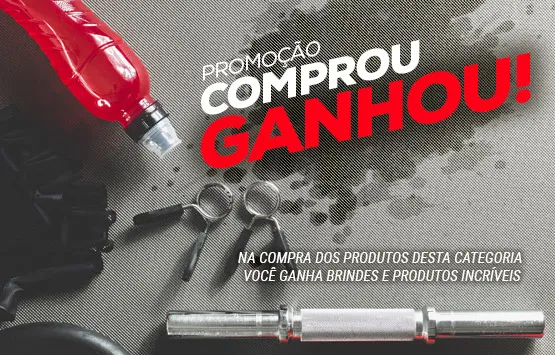 PROMOÇÃO
COMPROU
GANHOU!
NA COMPRA DOS PRODUTOS DESTA CATEGORIA
VOCÊ GANHA BRINDES E PRODUTOS INCRÍVEIS